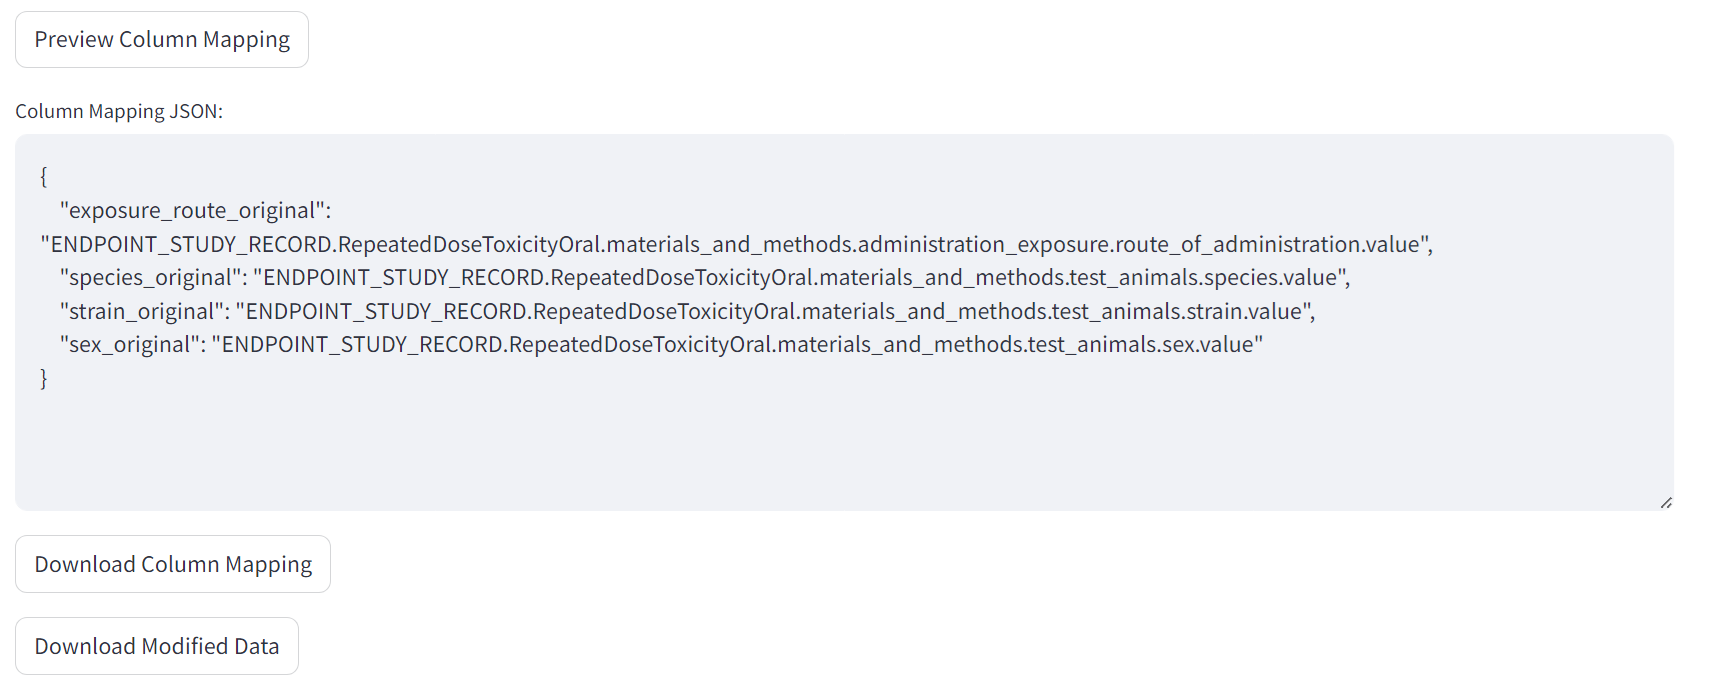 Preview Column Mapping
Column Mapping JSON:
{
"exposure_route_original":
"ENDPOINT_STUDY_RECORD.RepeatedDoseToxicityOral.materials_and_methods.administration_exposure.route_of_administration.value",
"species_original": "ENDPOINT_STUDY_RECORD.RepeatedDoseToxicityOral.materials_and_methods.test_animals.species.value",
"strain_original": "ENDPOINT_STUDY_RECORD.RepeatedDoseToxicityOral.materials_and_methods.test_animals.strain.value",
"sex_original": "ENDPOINT_STUDY_RECORD.RepeatedDoseToxicityOral.materials_and_methods.test_animals.sex.value"
}
Download Column Mapping
Download Modified Data